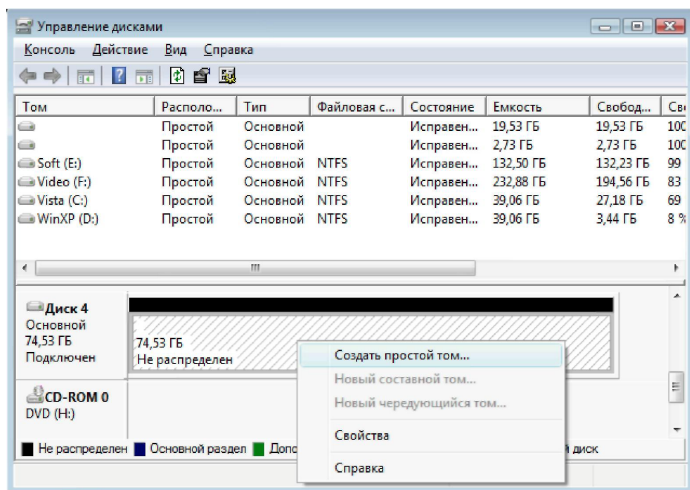 Управление дисками
Консоль Действие Вид Справка
Том Располо... Тип Файловая с... Состояние Емкость Свобод... Св
Простой Основной Исправен... 19,53 ГБ 19,53 ГБ 100
Простой Основной Исправен... 2,73 ГБ 2,73 ГБ 100
Soft (E:) Простой Основной NTFS Исправен... 132,50 ГБ 132,23 ГБ 99
Video (F:) Простой Основной NTFS Исправен... 232,88 ГБ 194,56 ГБ 83
Vista (C:) Простой Основной NTFS Исправен... 39,06 ГБ 27,18 ГБ 69
WinXP (D:) Простой Основной NTFS Исправен... 39,06 ГБ 3,44 ГБ 8 %
Диск 4
Основной
74,53 ГБ
Подключен
74,53 ГБ
Не распределен
Создать простой том...
Новый составной том...
Новый чередующийся том...
Свойства
Справка
CD-ROM 0
DVD (H:)
Не распределен Основной раздел Допо диск